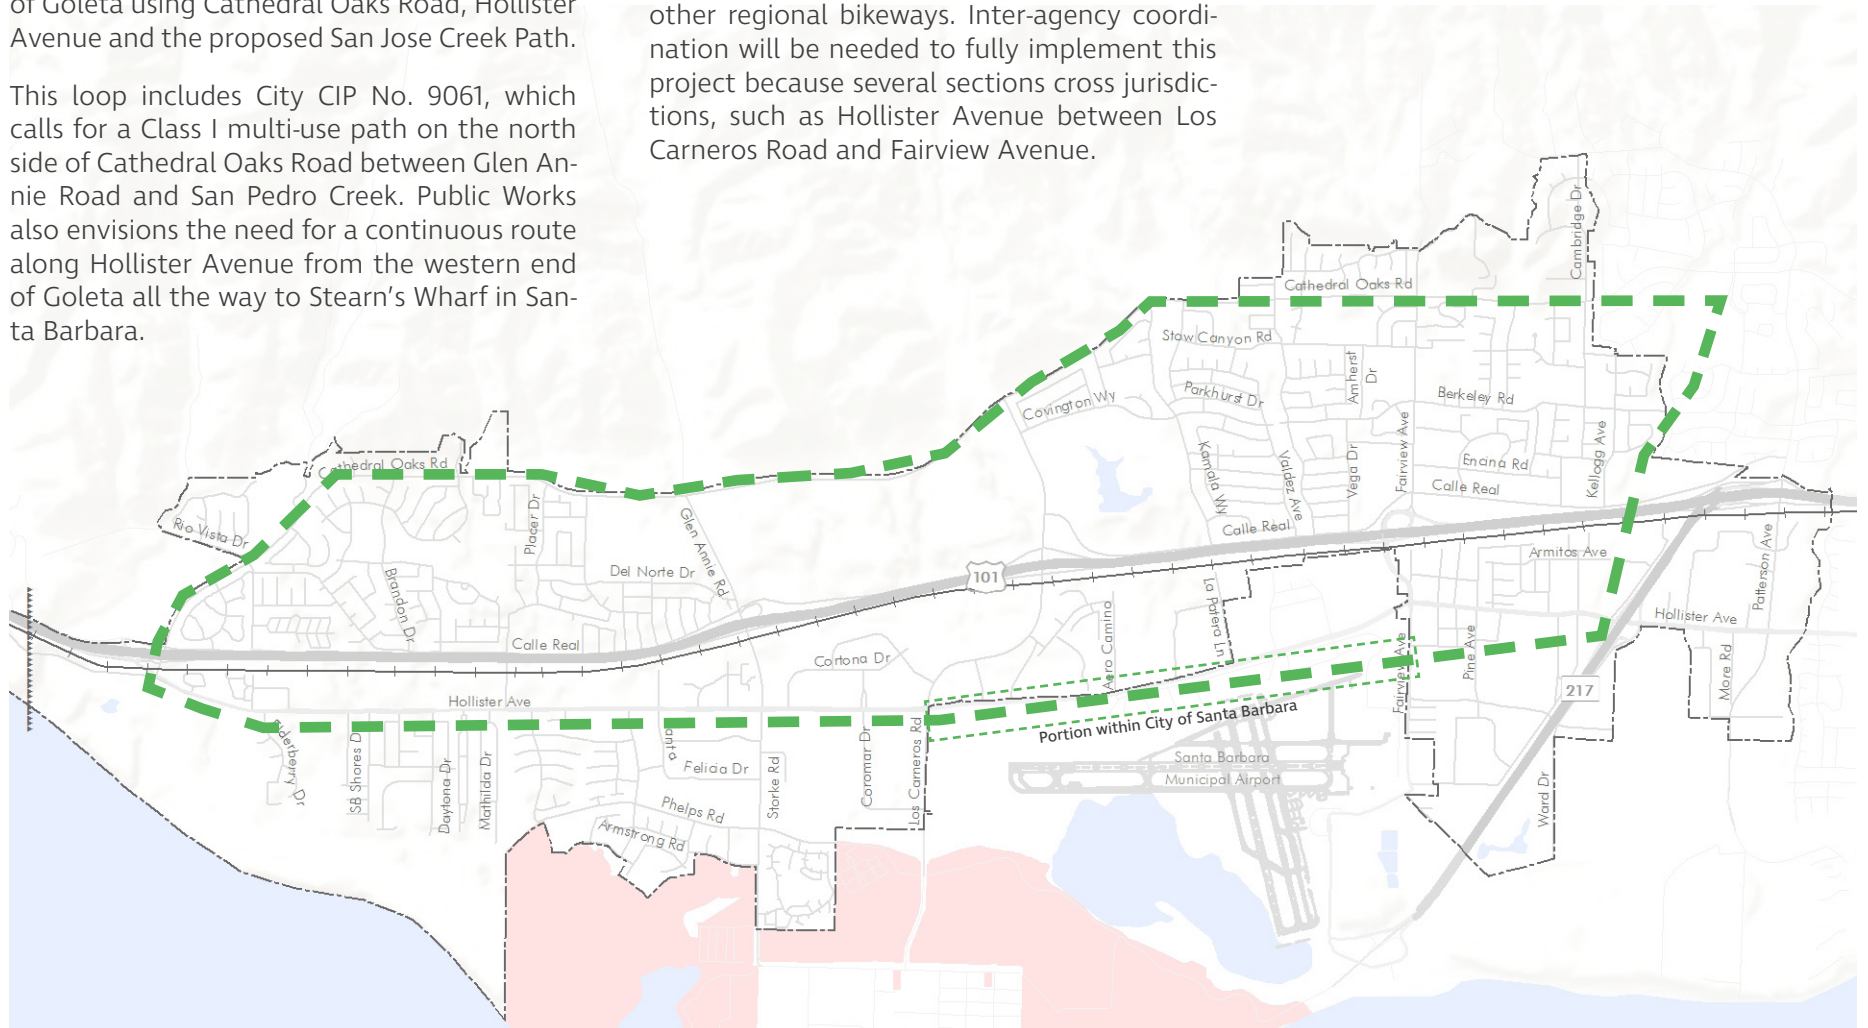 of Goleta using Cathedral Oaks Road, Hollister
Avenue and the proposed San Jose Creek Path.
This loop includes City CIP No. 9061, which
calls for a Class I multi-use path on the north
side of Cathedral Oaks Road between Glen An-
nie Road and San Pedro Creek. Public Works
also envisions the need for a continuous route
along Hollister Avenue from the western end
of Goleta all the way to Stearn's Wharf in San-
ta Barbara.
other regional bikeways. Inter-agency coordi-
nation will be needed to fully implement this
project because several sections cross jurisdic-
tions, such as Hollister Avenue between Los
Carneros Road and Fairview Avenue.
Cambridge Dr
Cathedral Oaks Rd
Stow Canyon Rd
Amherst
Dr
Parkhurst Dr
Berkeley Rd
Covington Wy
Fairview Ave
Kellogg Ave
Kamala Wy
Valdez Ave
Vega Dr
Encina Rd
Calle Real
Cathedral Oaks Rd
Placer Dr
Glen Annie Rd
Rio Vista Dr
Calle Real
Armitos Ave
Patterson Ave
101
Del Norte Dr
Brandon Dr
La Patera Ln
Aero Camino
Hollister Ave
Calle Real
Cortona Dr
Fairview Ave
Pine Ave
More Rd
217
Hollister Ave
Portion within City of Santa Barbara
Elderberry Dr
SB Shores D
Daytona Dr
Mathilda Dr
anta
Felicia Dr
Storke Rd
Coromar Dr
Los Carneros Rd
Santa Barbara
Municipal Airport
Ward Dr
Phelps Rd
Armstrong Rd